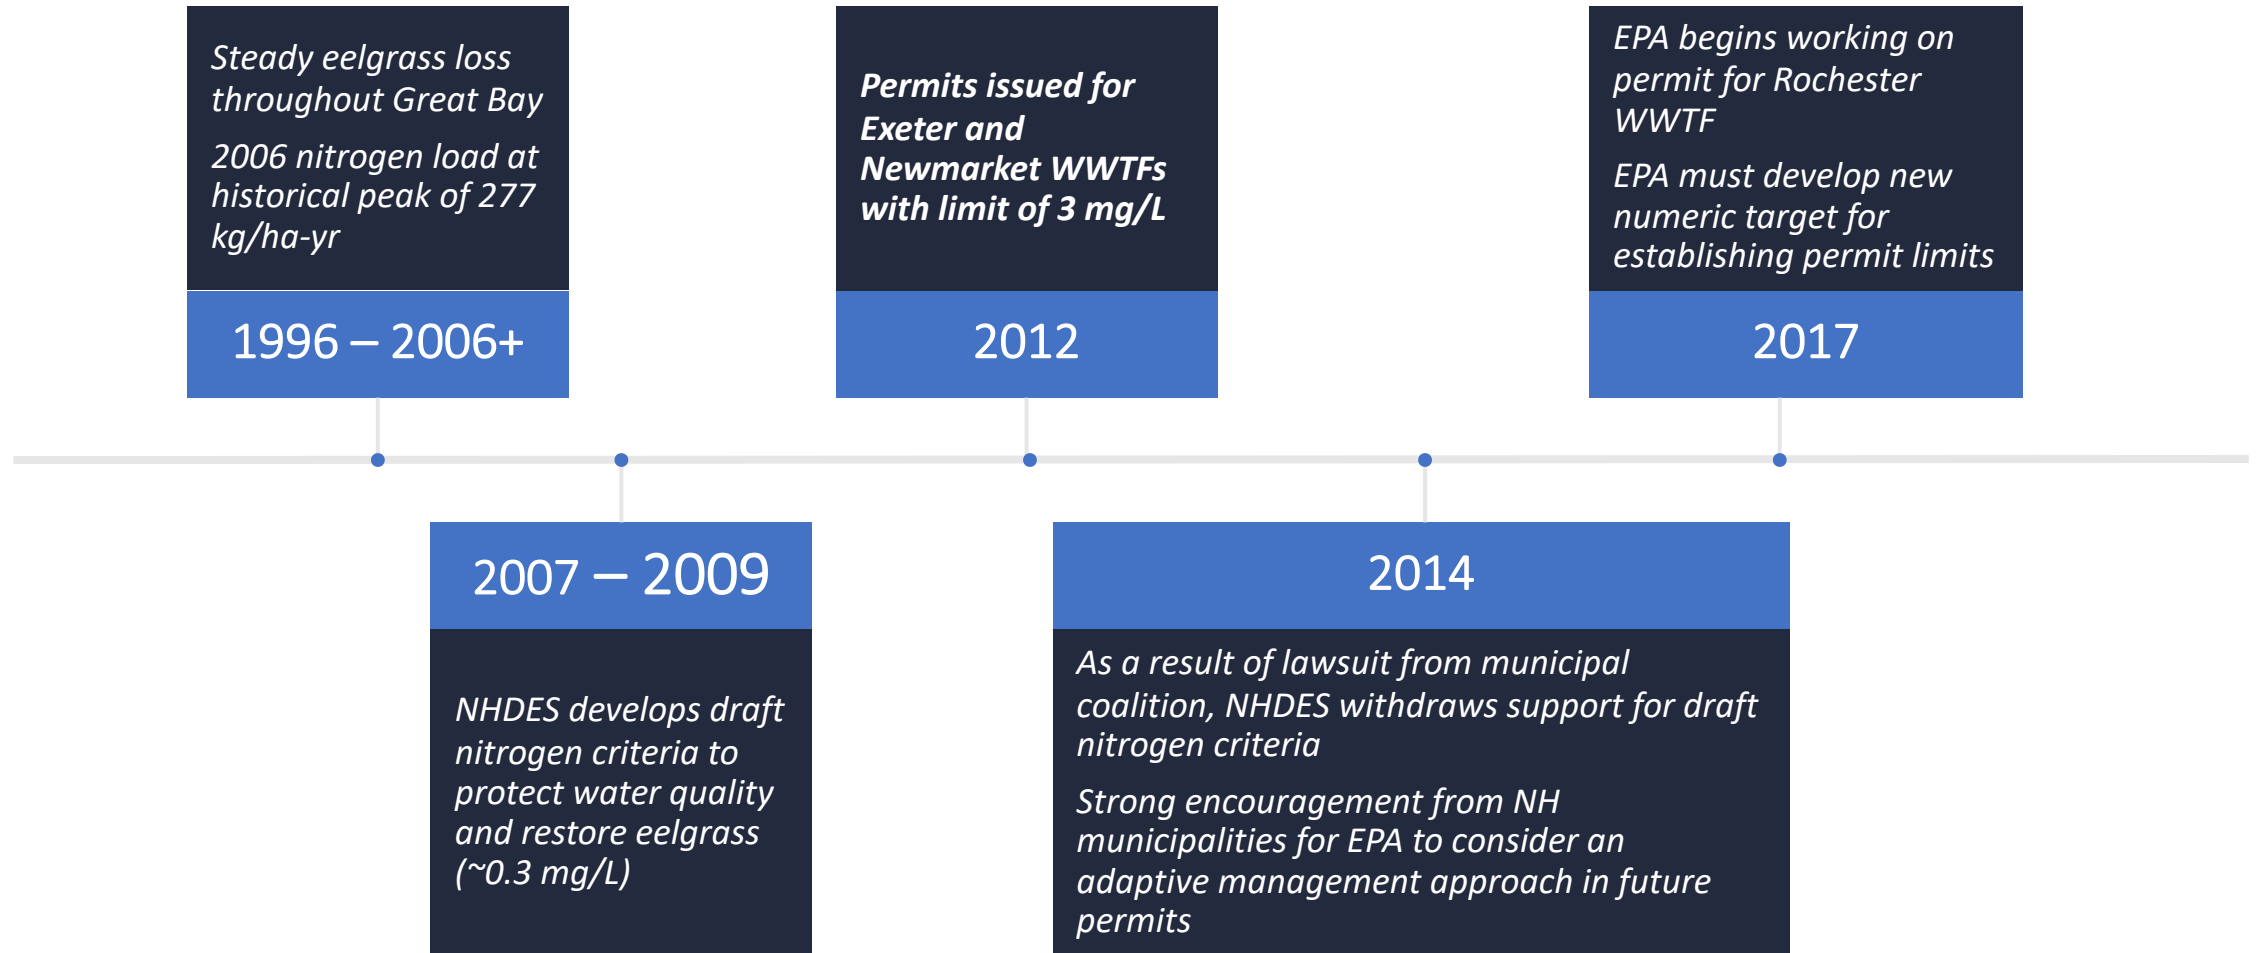 Steady eelgrass loss
throughout Great Bay
2006 nitrogen load at
historical peak of 277
kg/ha-yr
1996 – 2006+
2007 – 2009
NHDES develops draft
nitrogen criteria to
protect water quality
and restore eelgrass
(~0.3 mg/L)
Permits issued for
Exeter and
Newmarket WWTFs
with limit of 3 mg/L
2012
2014
As a result of lawsuit from municipal
coalition, NHDES withdraws support for draft
nitrogen criteria
Strong encouragement from NH
municipalities for EPA to consider an
adaptive management approach in future
permits
EPA begins working on
permit for Rochester
WWTF
EPA must develop new
numeric target for
establishing permit limits
2017